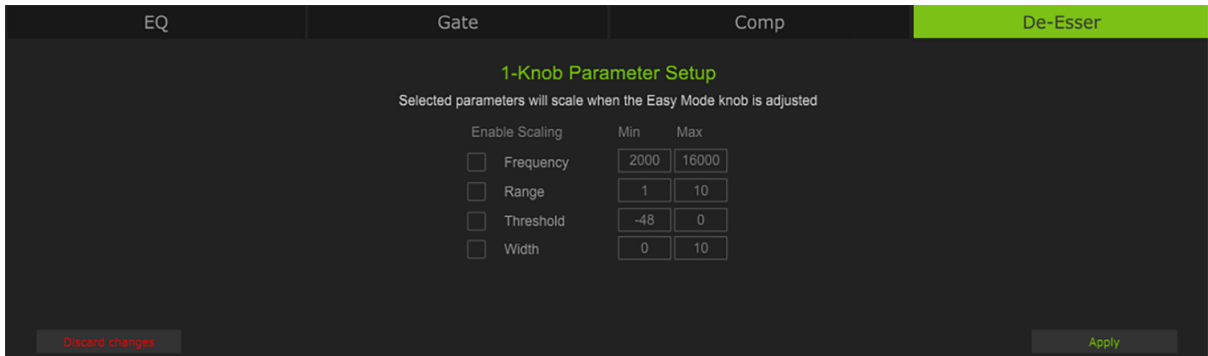 EQ Gate Comp De-Esser
1-Knob Parameter Setup
Selected parameters will scale when the Easy Mode knob is adjusted
Enable Scaling Min Max
Frequency 2000 16000
Range 1 10
Threshold -48 0
Width 0 10
Discard changes Apply